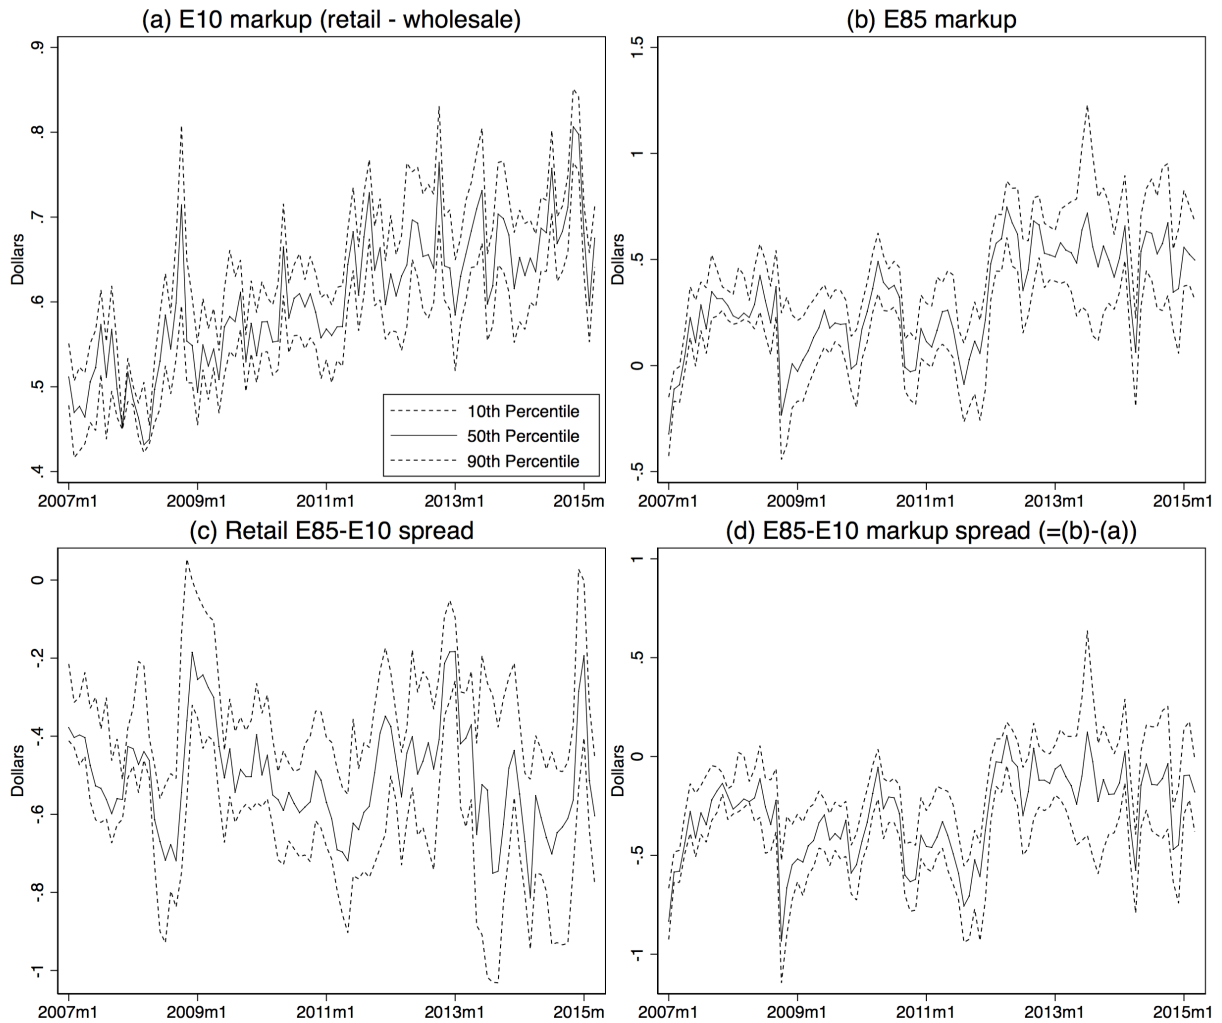 (a) E10 markup (retail - wholesale)
Dollars
.9
.8
.7
.6
.5
.4
10th Percentile
50th Percentile
90th Percentile
2007m1 2009m1 2011m1 2013m1 2015m1
(b) E85 markup
Dollars
1.5
1
.5
0
-.5
2007m1 2009m1 2011m1 2013m1 2015m1
(c) Retail E85-E10 spread
Dollars
0
-.2
-.4
-.6
-.8
-1
2007m1 2009m1 2011m1 2013m1 2015m
(d) E85-E10 markup spread (=(b)-(a))
Dollars
1
.5
0
-.5
-1
2007m1 2009m1 2011m1 2013m1 2015m1